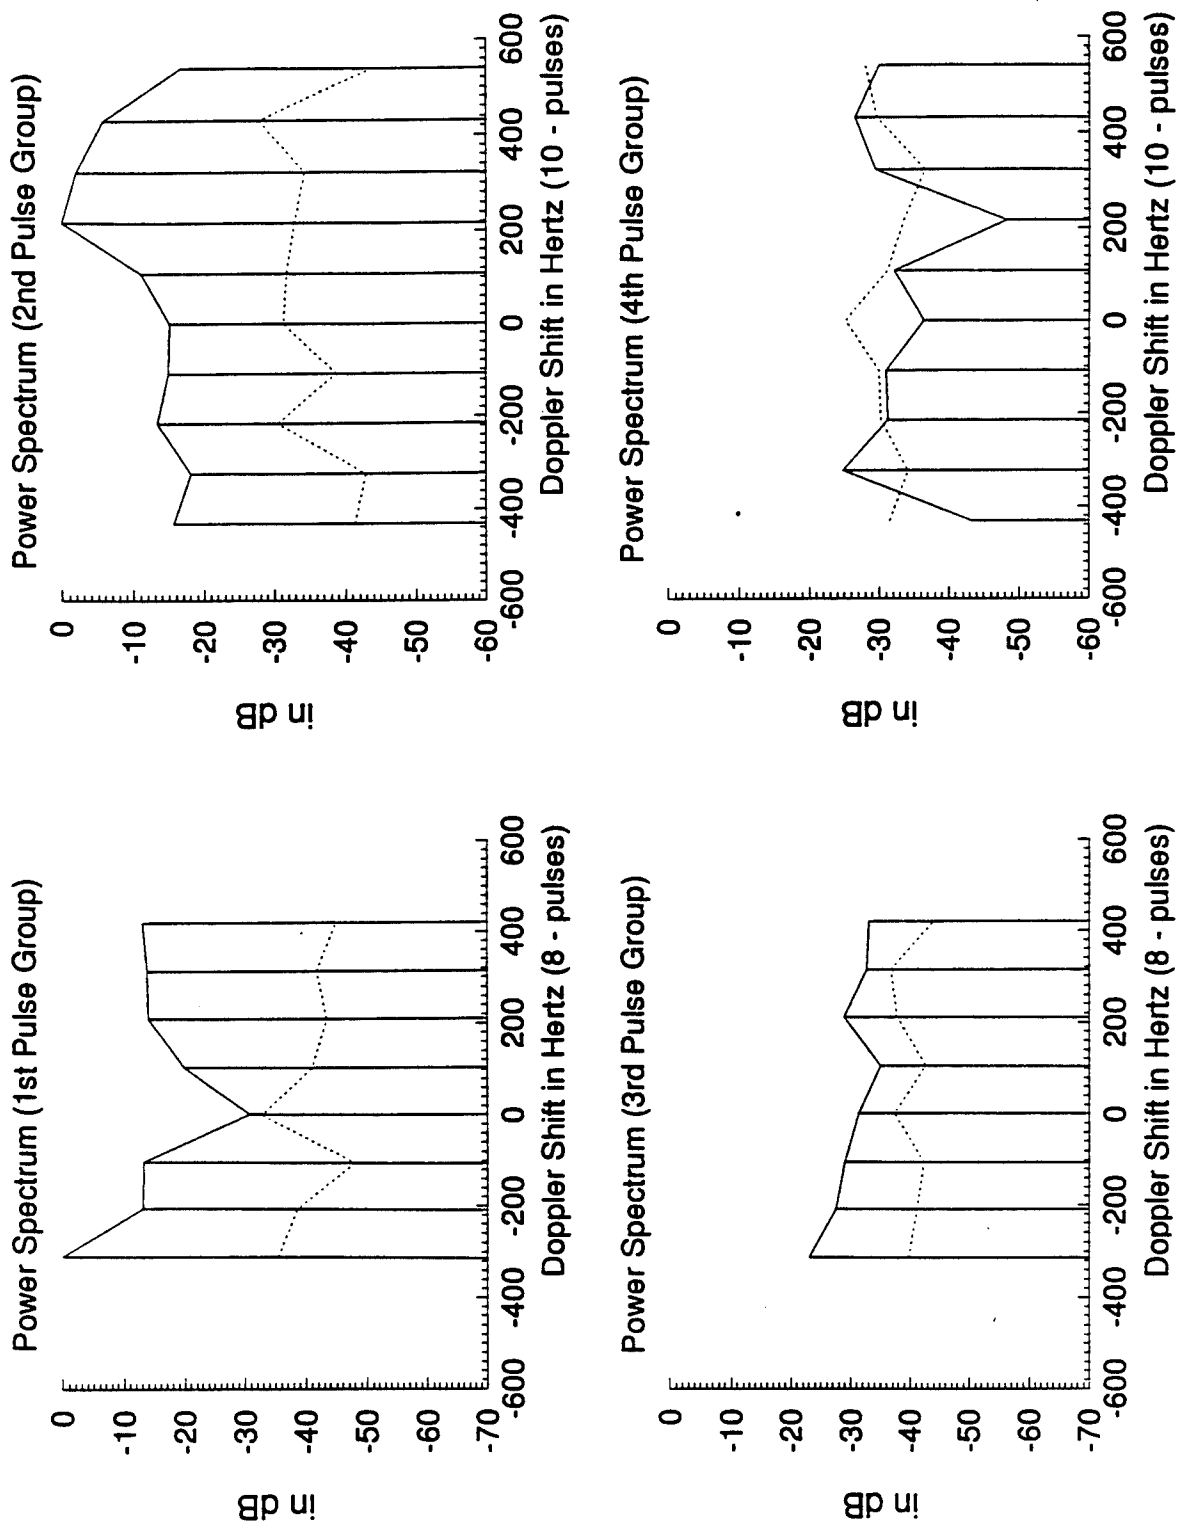 Power Spectrum (1st Pulse Group)
0
-10
-20
-30
-40
-50
-60
-70
in dB
-600 -400 -200 0 200 400 600
Doppler Shift in Hertz (8 - pulses)
Power Spectrum (2nd Pulse Group)
0
-10
-20
-30
-40
-50
-60
in dB
-600 -400 -200 0 200 400 600
Doppler Shift in Hertz (10 - pulses)
Power Spectrum (3rd Pulse Group)
0
-10
-20
-30
-40
-50
-60
-70
in dB
-600 -400 -200 0 200 400 600
Doppler Shift in Hertz (8 - pulses)
Power Spectrum (4th Pulse Group)
0
-10
-20
-30
-40
-50
-60
in dB
-600 -400 -200 0 200 400 600
Doppler Shift in Hertz (10 - pulses)